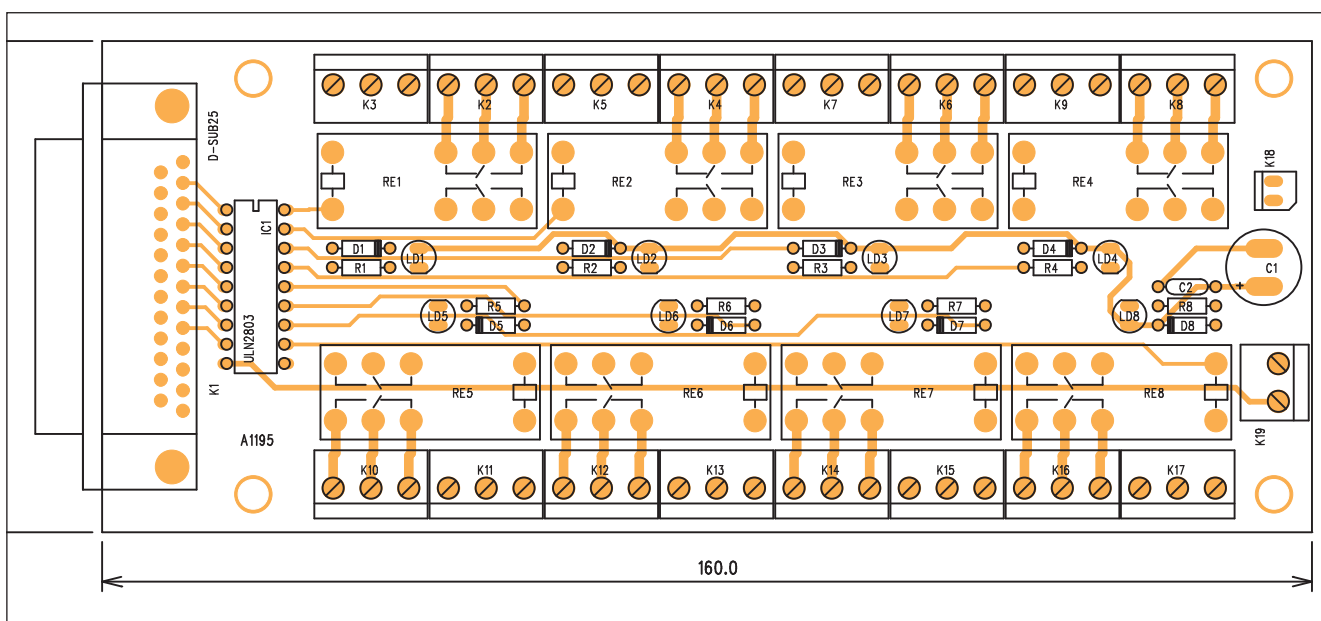 K3 K2 K5 K4 K7 K6 K9 K8
D-SUB25
K18
RE1 RE2 RE3 RE4
IC1
ULN2803
D1 LD1 D2 LD2 D3 LD3 D4 LD4
R1 R2 R3 R4
C1
C2
+
R5 R6 R7 R8
LD5 D5 LD6 D6 LD7 D7 LD8 D8
K1
RE5 RE6 RE7 RE8
K19
A1195
K10 K11 K12 K13 K14 K15 K16 K17
160.0